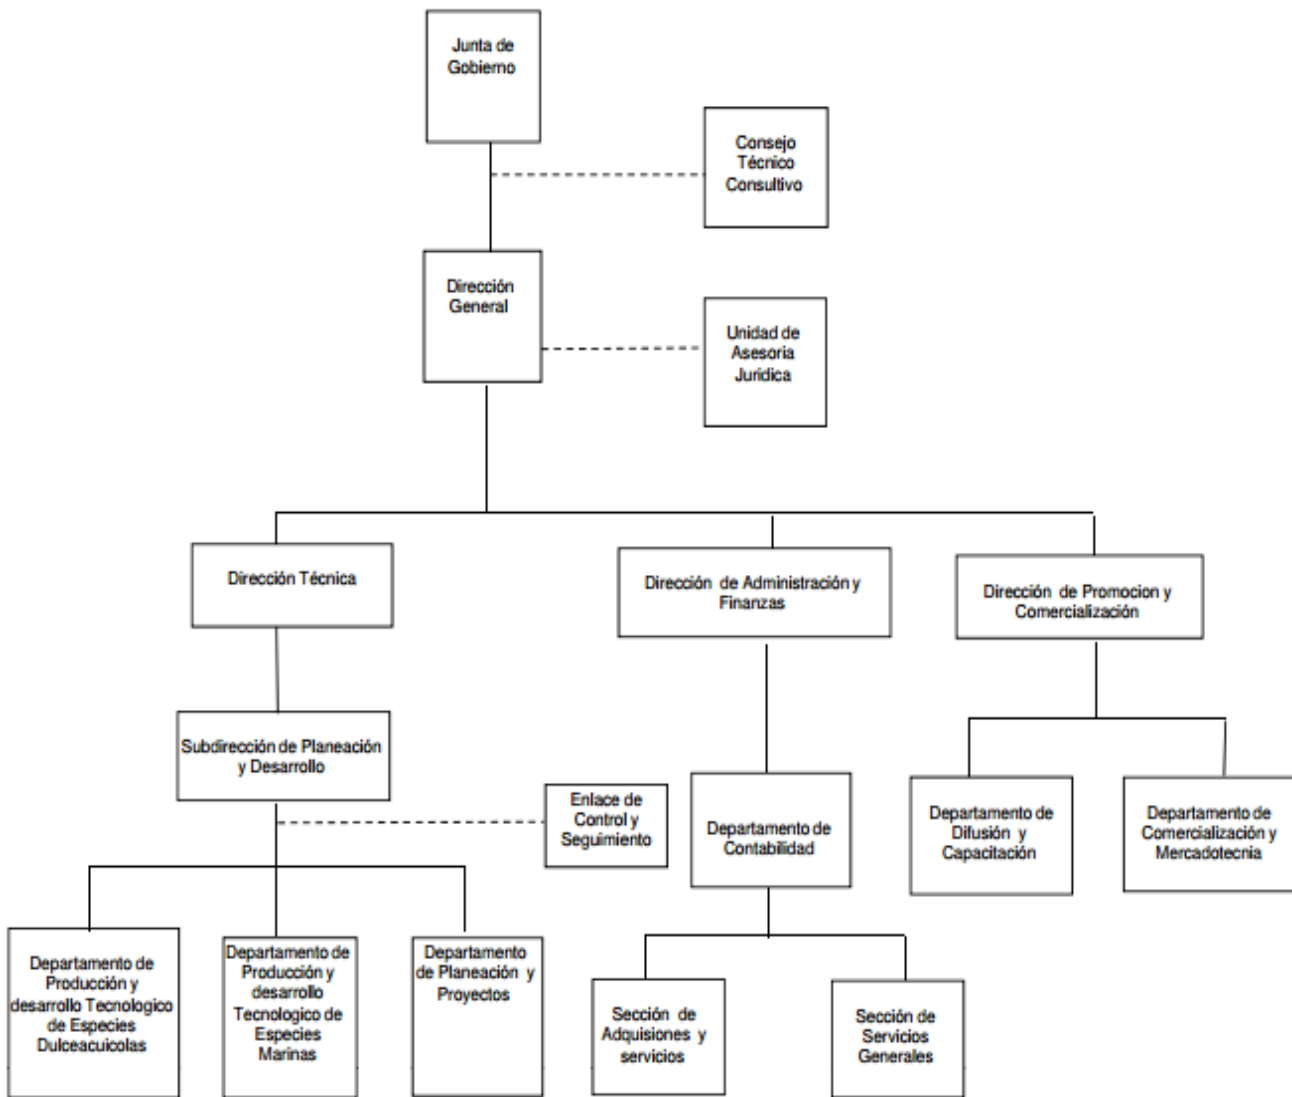 Junta de
Gobierno
Consejo
Técnico
Consultivo
Dirección
General
Unidad de
Asesoria
Jurídica
Dirección Técnica
Dirección de Administración y
Finanzas
Dirección de Promocion y
Comercialización
Subdirección de Planeación
y Desarrollo
Enlace de
Control y
Seguimiento
Departamento de
Contabilidad
Departamento de
Difusión y
Capacitación
Departamento de
Comercialización y
Mercadotecnia
Departamento de
Producción y
desarrollo Tecnologico
de Especies
Dulceacuicolas
Departamento de
Producción y
desarrollo
Tecnologico de
Especies
Marinas
Departamento
de Planeación y
Proyectos
Sección de
Adquisiones y
servicios
Sección de
Servicios
Generales